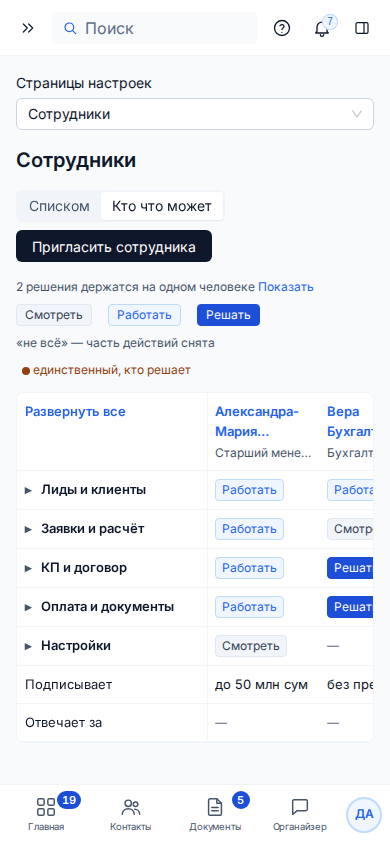 Поиск
7
Страницы настроек
Сотрудники
Сотрудники
Списком Кто что может
Пригласить сотрудника
2 решения держатся на одном человеке Показать
Смотреть Работать Решать
«не всё» — часть действий снята
единственный, кто решает
Развернуть все Александра- Вера
Мария... Бухгалт
Старший мене... Бухгалт
Лиды и клиенты Работать Работа
Заявки и расчёт Работать Смотре
КП и договор Работать Решат
Оплата и документы Работать Решат
Настройки Смотреть —
Подписывает до 50 млн сум без пре
Отвечает за — —
19 5
Главная Контакты Документы Органайзер ДА